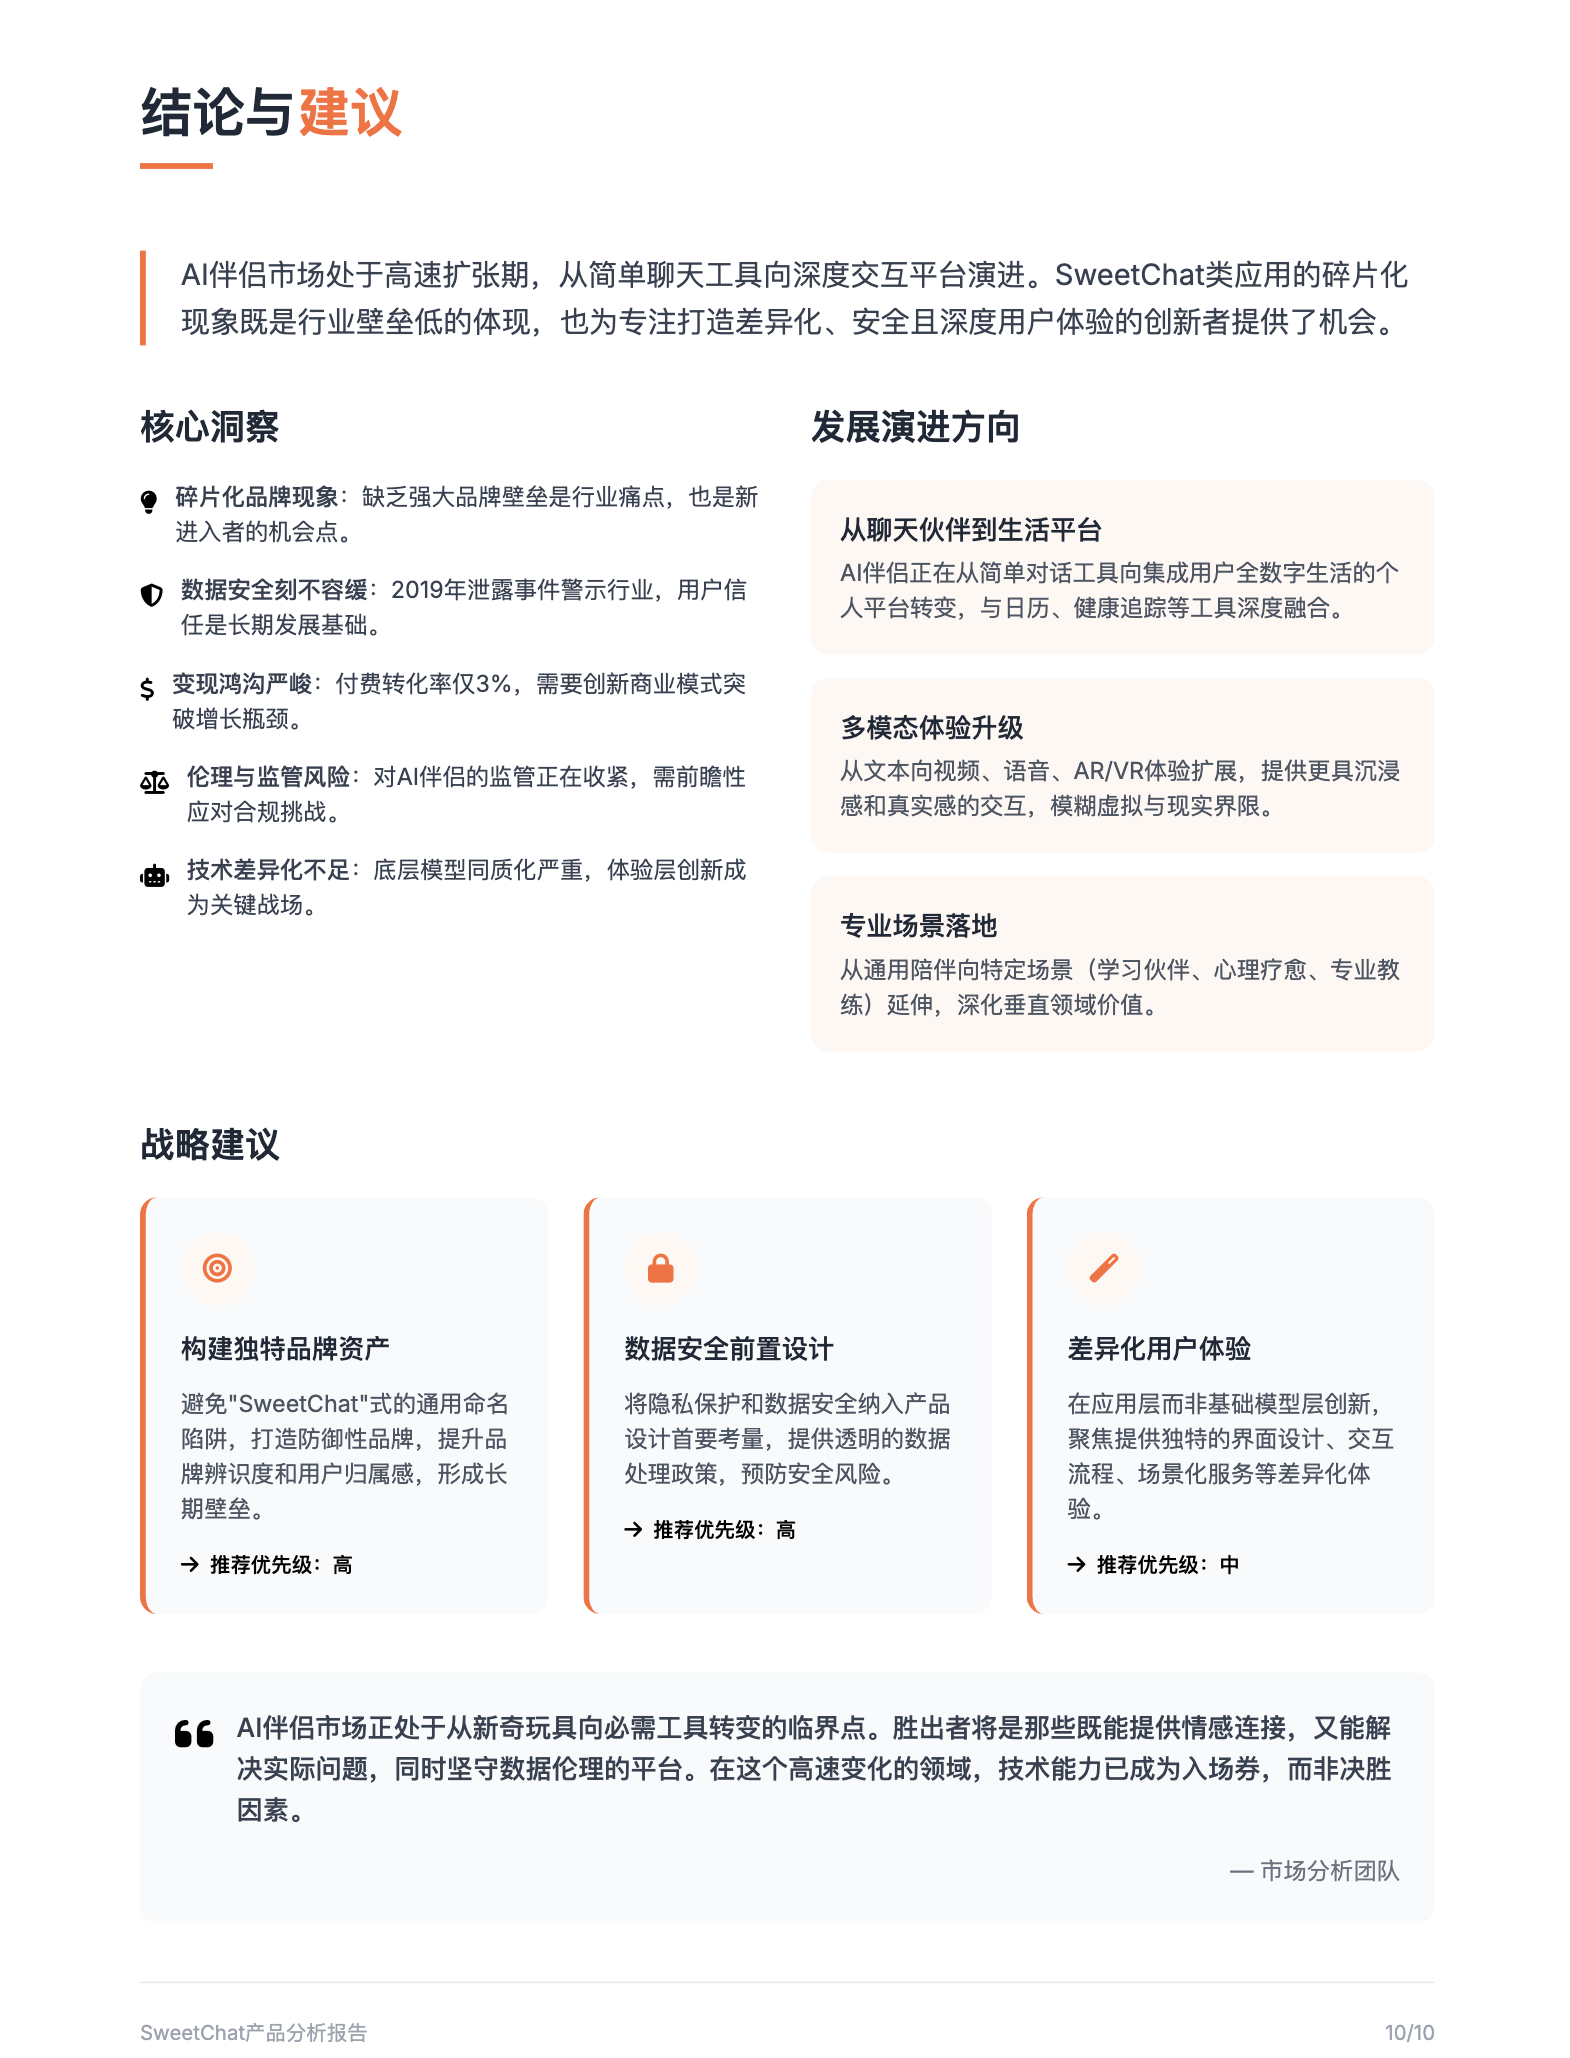 结论与建议
AI伴侣市场处于高速扩张期，从简单聊天工具向深度交互平台演进。SweetChat类应用的碎片化
现象既是行业壁垒低的体现，也为专注打造差异化、安全且深度用户体验的创新者提供了机会。
核心洞察
碎片化品牌现象：缺乏强大品牌壁垒是行业痛点，也是新
进入者的机会点。
数据安全刻不容缓：2019年泄露事件警示行业，用户信
任是长期发展基础。
变现鸿沟严峻：付费转化率仅3%，需要创新商业模式突
破增长瓶颈。
伦理与监管风险：对AI伴侣的监管正在收紧，需前瞻性
应对合规挑战。
技术差异化不足：底层模型同质化严重，体验层创新成
为关键战场。
发展演进方向
从聊天伙伴到生活平台
AI伴侣正在从简单对话工具向集成用户全数字生活的个
人平台转变，与日历、健康追踪等工具深度融合。
多模态体验升级
从文本向视频、语音、AR/VR体验扩展，提供更具沉浸
感和真实感的交互，模糊虚拟与现实界限。
专业场景落地
从通用陪伴向特定场景（学习伙伴、心理疗愈、专业教
练）延伸，深化垂直领域价值。
战略建议
构建独特品牌资产
避免"SweetChat"式的通用命名
陷阱，打造防御性品牌，提升品
牌辨识度和用户归属感，形成长
期壁垒。
→ 推荐优先级：高
数据安全前置设计
将隐私保护和数据安全纳入产品
设计首要考量，提供透明的数据
处理政策，预防安全风险。
→ 推荐优先级：高
差异化用户体验
在应用层而非基础模型层创新，
聚焦提供独特的界面设计、交互
流程、场景化服务等差异化体
验。
→ 推荐优先级：中
AI伴侣市场正处于从新奇玩具向必需工具转变的临界点。胜出者将是那些既能提供情感连接，又能解
决实际问题，同时坚守数据伦理的平台。在这个高速变化的领域，技术能力已成为入场券，而非决胜
因素。
— 市场分析团队
SweetChat产品分析报告
10/10